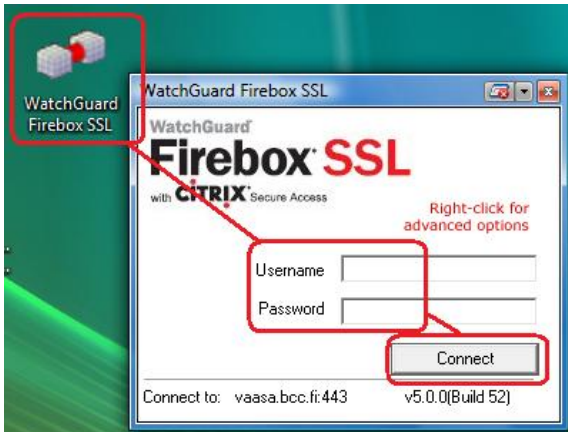 WatchGuard
Firebox SSL
WatchGuard Firebox SSL
WatchGuard
Firebox SSL
with CITRIX Secure Access
Right-click for
advanced options
Username
Password
Connect
Connect to: vaasa.bcc.fi:443 v5.0.0(Build 52)